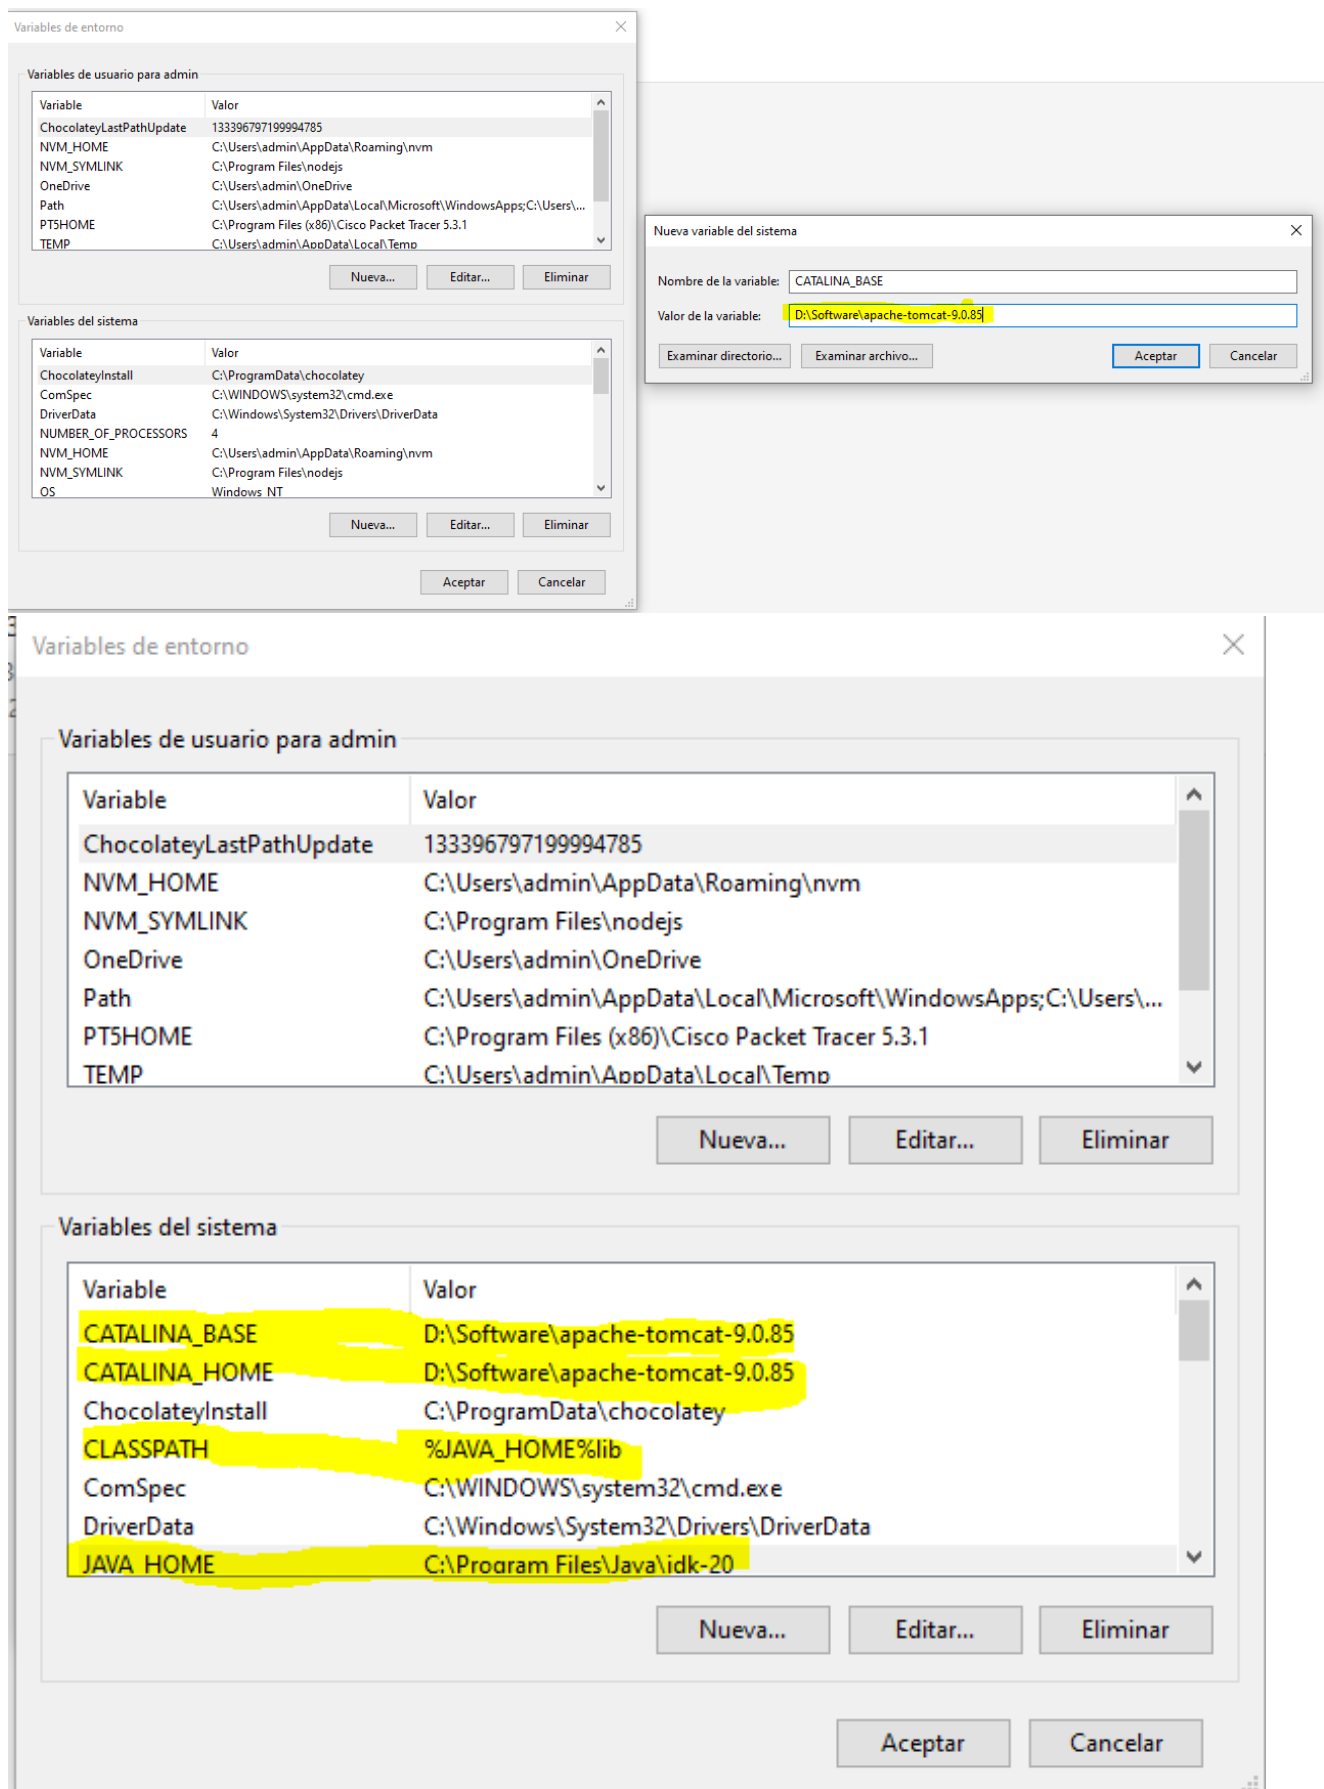 Variables de entorno
Variables de usuario para admin
Variable Valor
ChocolateyLastPathUpdate 133396797199994785
NVM_HOME C:\Users\admin\AppData\Roaming\nvm
NVM_SYMLINK C:\Program Files\nodejs
OneDrive C:\Users\admin\OneDrive
Path C:\Users\admin\AppData\Local\Microsoft\WindowsApps;C:\Users\...
PT5HOME C:\Program Files (x86)\Cisco Packet Tracer 5.3.1
TEMP C:\Users\admin\AppData\Local\Temp
Nueva... Editar... Eliminar
Variables del sistema
Variable Valor
ChocolateyInstall C:\ProgramData\chocolatey
ComSpec C:\WINDOWS\system32\cmd.exe
DriverData C:\Windows\System32\Drivers\DriverData
NUMBER_OF_PROCESSORS 4
NVM_HOME C:\Users\admin\AppData\Roaming\nvm
NVM_SYMLINK C:\Program Files\nodejs
OS Windows_NT
Nueva... Editar... Eliminar
Aceptar Cancelar
Nueva variable del sistema
Nombre de la variable: CATALINA_BASE
Valor de la variable: D:\Software\apache-tomcat-9.0.85
Examinar directorio... Examinar archivo... Aceptar Cancelar
Variables de entorno
Variables de usuario para admin
Variable Valor
ChocolateyLastPathUpdate 133396797199994785
NVM_HOME C:\Users\admin\AppData\Roaming\nvm
NVM_SYMLINK C:\Program Files\nodejs
OneDrive C:\Users\admin\OneDrive
Path C:\Users\admin\AppData\Local\Microsoft\WindowsApps;C:\Users\...
PT5HOME C:\Program Files (x86)\Cisco Packet Tracer 5.3.1
TEMP C:\Users\admin\AppData\Local\Temp
Nueva... Editar... Eliminar
Variables del sistema
Variable Valor
CATALINA_BASE D:\Software\apache-tomcat-9.0.85
CATALINA_HOME D:\Software\apache-tomcat-9.0.85
ChocolateyInstall C:\ProgramData\chocolatey
CLASSPATH %JAVA_HOME%lib
ComSpec C:\WINDOWS\system32\cmd.exe
DriverData C:\Windows\System32\Drivers\DriverData
JAVA_HOME C:\Program Files\Java\jdk-20
Nueva... Editar... Eliminar
Aceptar Cancelar